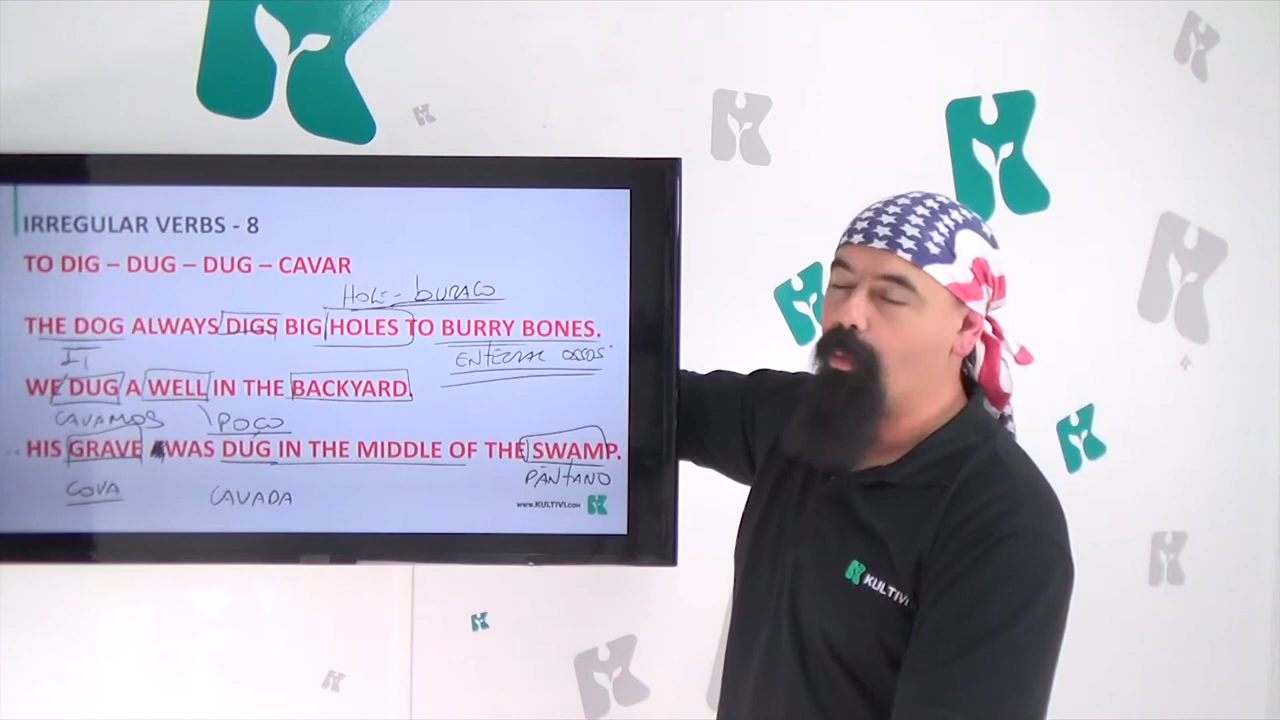 IRREGULAR VERBS - 8
TO DIG – DUG – DUG – CAVAR
HOLE - BURACO
THE DOG ALWAYS DIGS BIG HOLES TO BURRY BONES.
IT
ENTERRAR OSSOS
WE DUG A WELL IN THE BACKYARD.
CAVAMOS POÇO
HIS GRAVE WAS DUG IN THE MIDDLE OF THE SWAMP.
COVA CAVADA PÂNTANO
WWW.KULTIVI.COM
KULTIVI